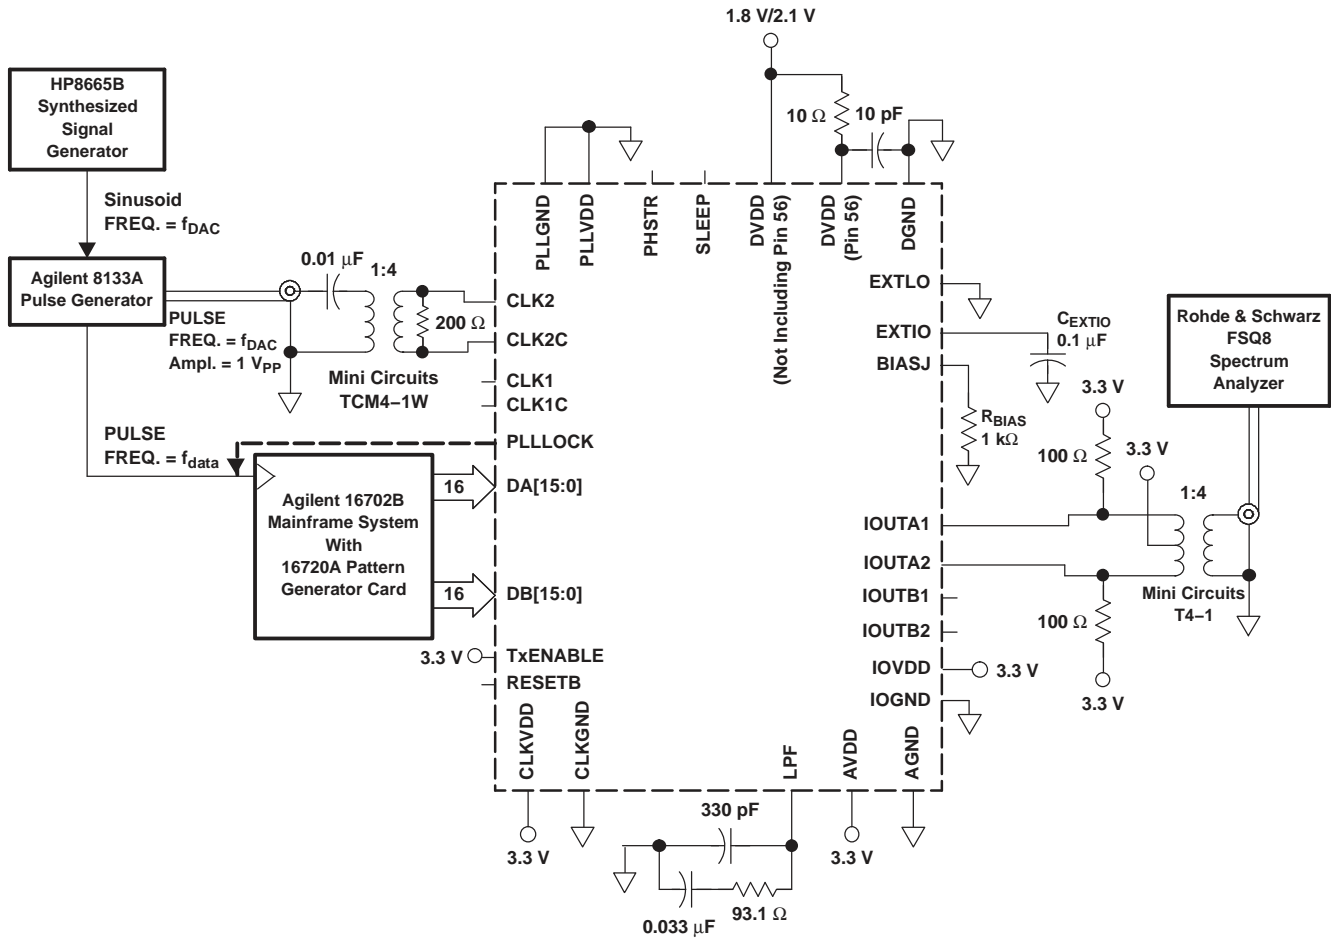 1.8 V/2.1 V
HP8665B
Synthesized
Signal
Generator
10 Ω
10 pF
Sinusoid
FREQ. = fDAC
PLLGND
PLLVDD
PHSTR
SLEEP
DVDD
(Not Including Pin 56)
DVDD
(Pin 56)
DGND
Agilent 8133A
Pulse Generator
0.01 μF
1:4
CLK2
200 Ω
CLK2C
PULSE
FREQ. = fDAC
Ampl. = 1 VPP
Mini Circuits
TCM4–1W
CLK1
CLK1C
EXTLO
EXTIO
BIASJ
CEXTIO
0.1 μF
RBIAS
1 kΩ
Rohde & Schwarz
FSQ8
Spectrum
Analyzer
3.3 V
100 Ω
3.3 V
1:4
PULSE
FREQ. = fdata
PLLLOCK
Agilent 16702B
Mainframe System
With
16720A Pattern
Generator Card
16
DA[15:0]
16
DB[15:0]
IOUTA1
IOUTA2
IOUTB1
IOUTB2
Mini Circuits
T4–1
100 Ω
3.3 V
3.3 V
TxENABLE
RESETB
IOVDD
3.3 V
IOGND
CLKVDD
CLKGND
LPF
AVDD
AGND
3.3 V
330 pF
3.3 V
0.033 μF
93.1 Ω